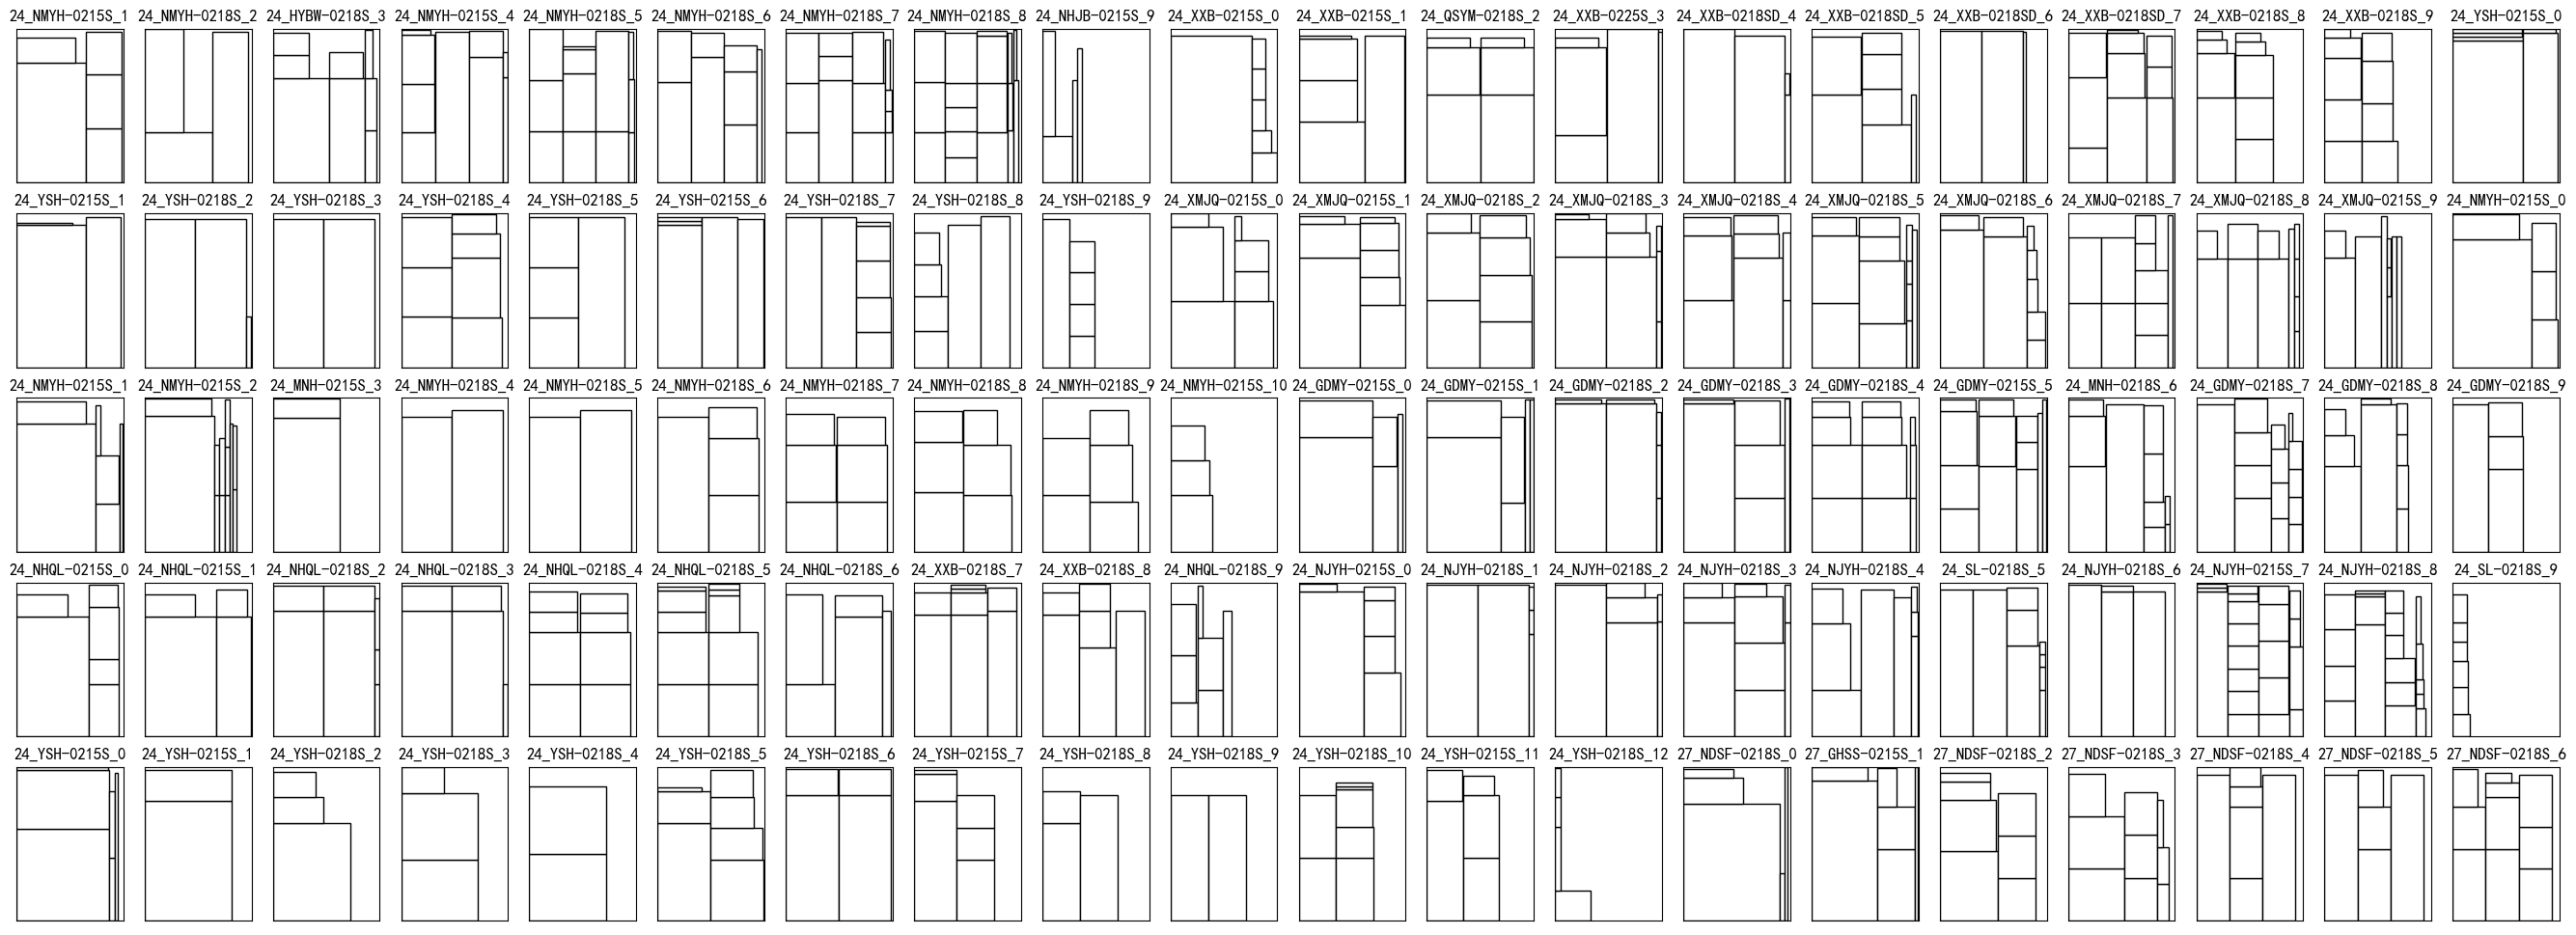 24_NMYH-0215S_1 24_NMYH-0218S_2 24_HYBW-0218S_3 24_NMYH-0215S_4 24_NMYH-0218S_5 24_NMYH-0218S_6 24_NMYH-0218S_7 24_NMYH-0218S_8 24_NHJB-0215S_9 24_XXB-0215S_0 24_XXB-0215S_1 24_QSYM-0218S_2 24_XXB-0225S_3 24_XXB-0218SD_4 24_XXB-0218SD_5 24_XXB-0218SD_6 24_XXB-0218SD_7 24_XXB-0218S_8 24_XXB-0218S_9 24_YSH-0215S_0
24_YSH-0215S_1 24_YSH-0218S_2 24_YSH-0218S_3 24_YSH-0218S_4 24_YSH-0218S_5 24_YSH-0215S_6 24_YSH-0218S_7 24_YSH-0218S_8 24_YSH-0218S_9 24_XMJQ-0215S_0 24_XMJQ-0215S_1 24_XMJQ-0218S_2 24_XMJQ-0218S_3 24_XMJQ-0218S_4 24_XMJQ-0218S_5 24_XMJQ-0218S_6 24_XMJQ-0218S_7 24_XMJQ-0218S_8 24_XMJQ-0215S_9 24_NMYH-0215S_0
24_NMYH-0215S_1 24_NMYH-0215S_2 24_MNH-0215S_3 24_NMYH-0218S_4 24_NMYH-0218S_5 24_NMYH-0218S_6 24_NMYH-0218S_7 24_NMYH-0218S_8 24_NMYH-0218S_9 24_NMYH-0215S_10 24_GDMY-0215S_0 24_GDMY-0215S_1 24_GDMY-0218S_2 24_GDMY-0218S_3 24_GDMY-0218S_4 24_GDMY-0215S_5 24_MNH-0218S_6 24_GDMY-0218S_7 24_GDMY-0218S_8 24_GDMY-0218S_9
24_NHQL-0215S_0 24_NHQL-0215S_1 24_NHQL-0218S_2 24_NHQL-0218S_3 24_NHQL-0218S_4 24_NHQL-0218S_5 24_NHQL-0218S_6 24_XXB-0218S_7 24_XXB-0218S_8 24_NHQL-0218S_9 24_NJYH-0215S_0 24_NJYH-0218S_1 24_NJYH-0218S_2 24_NJYH-0218S_3 24_NJYH-0218S_4 24_SL-0218S_5 24_NJYH-0218S_6 24_NJYH-0215S_7 24_NJYH-0218S_8 24_SL-0218S_9
24_YSH-0215S_0 24_YSH-0215S_1 24_YSH-0218S_2 24_YSH-0218S_3 24_YSH-0218S_4 24_YSH-0218S_5 24_YSH-0218S_6 24_YSH-0215S_7 24_YSH-0218S_8 24_YSH-0218S_9 24_YSH-0218S_10 24_YSH-0215S_11 24_YSH-0218S_12 27_NDSF-0218S_0 27_GHSS-0215S_1 27_NDSF-0218S_2 27_NDSF-0218S_3 27_NDSF-0218S_4 27_NDSF-0218S_5 27_NDSF-0218S_6